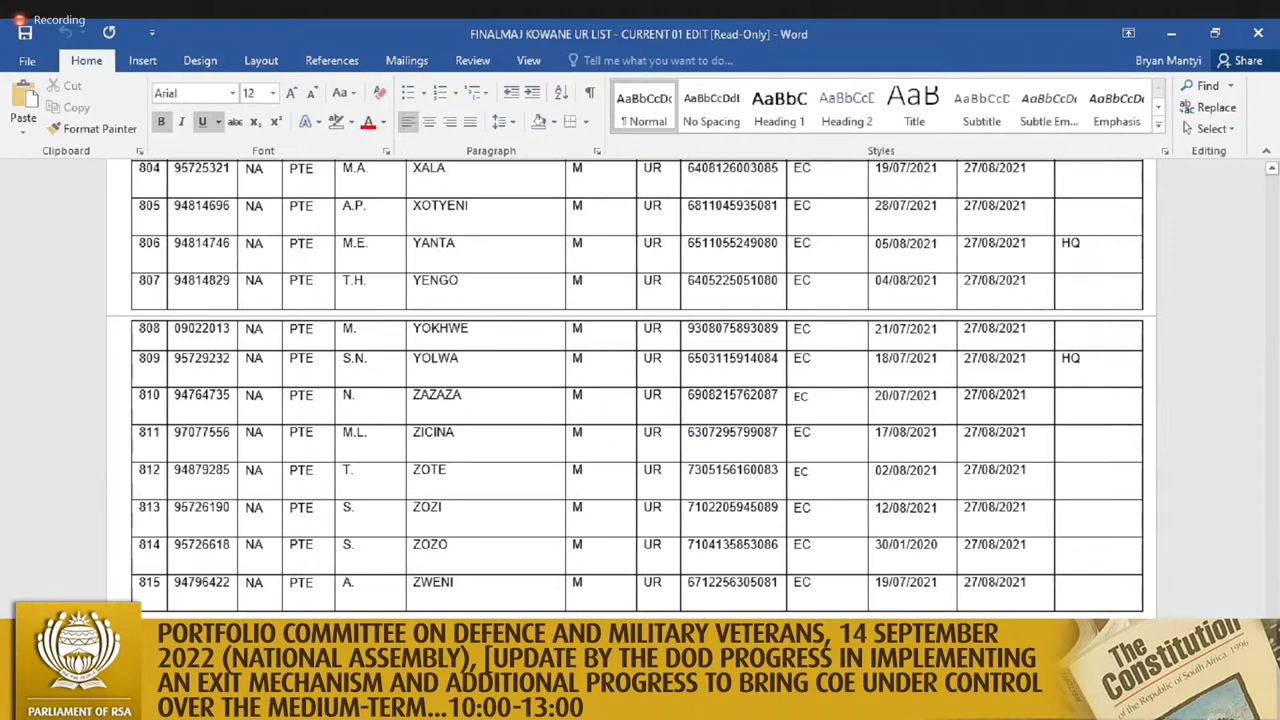 Recording
FINALMAJ KOWANE UR LIST - CURRENT 01 EDIT [Read-Only] - Word
File Home Insert Design Layout References Mailings Review View Tell me what you want to do... Bryan Mantyi Share
Paste Cut Copy Format Painter
Arial 12 Aa
B I U abc X₂ X² A A
AaBbCcDc AaBbCcDdE AaBbC AaBbCcD AaB AaBbCcD AaBbCcDc AaBbCcDc
¶ Normal No Spacing Heading 1 Heading 2 Title Subtitle Subtle Em... Emphasis
Find Replace Select
Clipboard Font Paragraph Styles Editing
804 95725321 NA PTE M.A. XALA M UR 6408126003085 EC 19/07/2021 27/08/2021
805 94814696 NA PTE A.P. XOTYENI M UR 6811045935081 EC 28/07/2021 27/08/2021
806 94814746 NA PTE M.E. YANTA M UR 6511055249080 EC 05/08/2021 27/08/2021 HQ
807 94814829 NA PTE T.H. YENGO M UR 6405225051080 EC 04/08/2021 27/08/2021
808 09022013 NA PTE M. YOKHWE M UR 9308075893089 EC 21/07/2021 27/08/2021
809 95729232 NA PTE S.N. YOLWA M UR 6503115914084 EC 18/07/2021 27/08/2021 HQ
810 94764735 NA PTE N. ZAZAZA M UR 6908215762087 EC 20/07/2021 27/08/2021
811 97077556 NA PTE M.L. ZICINA M UR 6307295799087 EC 17/08/2021 27/08/2021
812 94879285 NA PTE T. ZOTE M UR 7305156160083 EC 02/08/2021 27/08/2021
813 95726190 NA PTE S. ZOZI M UR 7102205945089 EC 12/08/2021 27/08/2021
814 95726618 NA PTE S. ZOZO M UR 7104135853086 EC 30/01/2020 27/08/2021
815 94796422 NA PTE A. ZWENI M UR 6712256305081 EC 19/07/2021 27/08/2021
PORTFOLIO COMMITTEE ON DEFENCE AND MILITARY VETERANS, 14 SEPTEMBER
2022 (NATIONAL ASSEMBLY), [UPDATE BY THE DOD PROGRESS IN IMPLEMENTING
AN EXIT MECHANISM AND ADDITIONAL PROGRESS TO BRING COE UNDER CONTROL
OVER THE MEDIUM-TERM...10:00-13:00
PARLIAMENT OF RSA
The
Constitution
of the Republic of South Africa, 1996